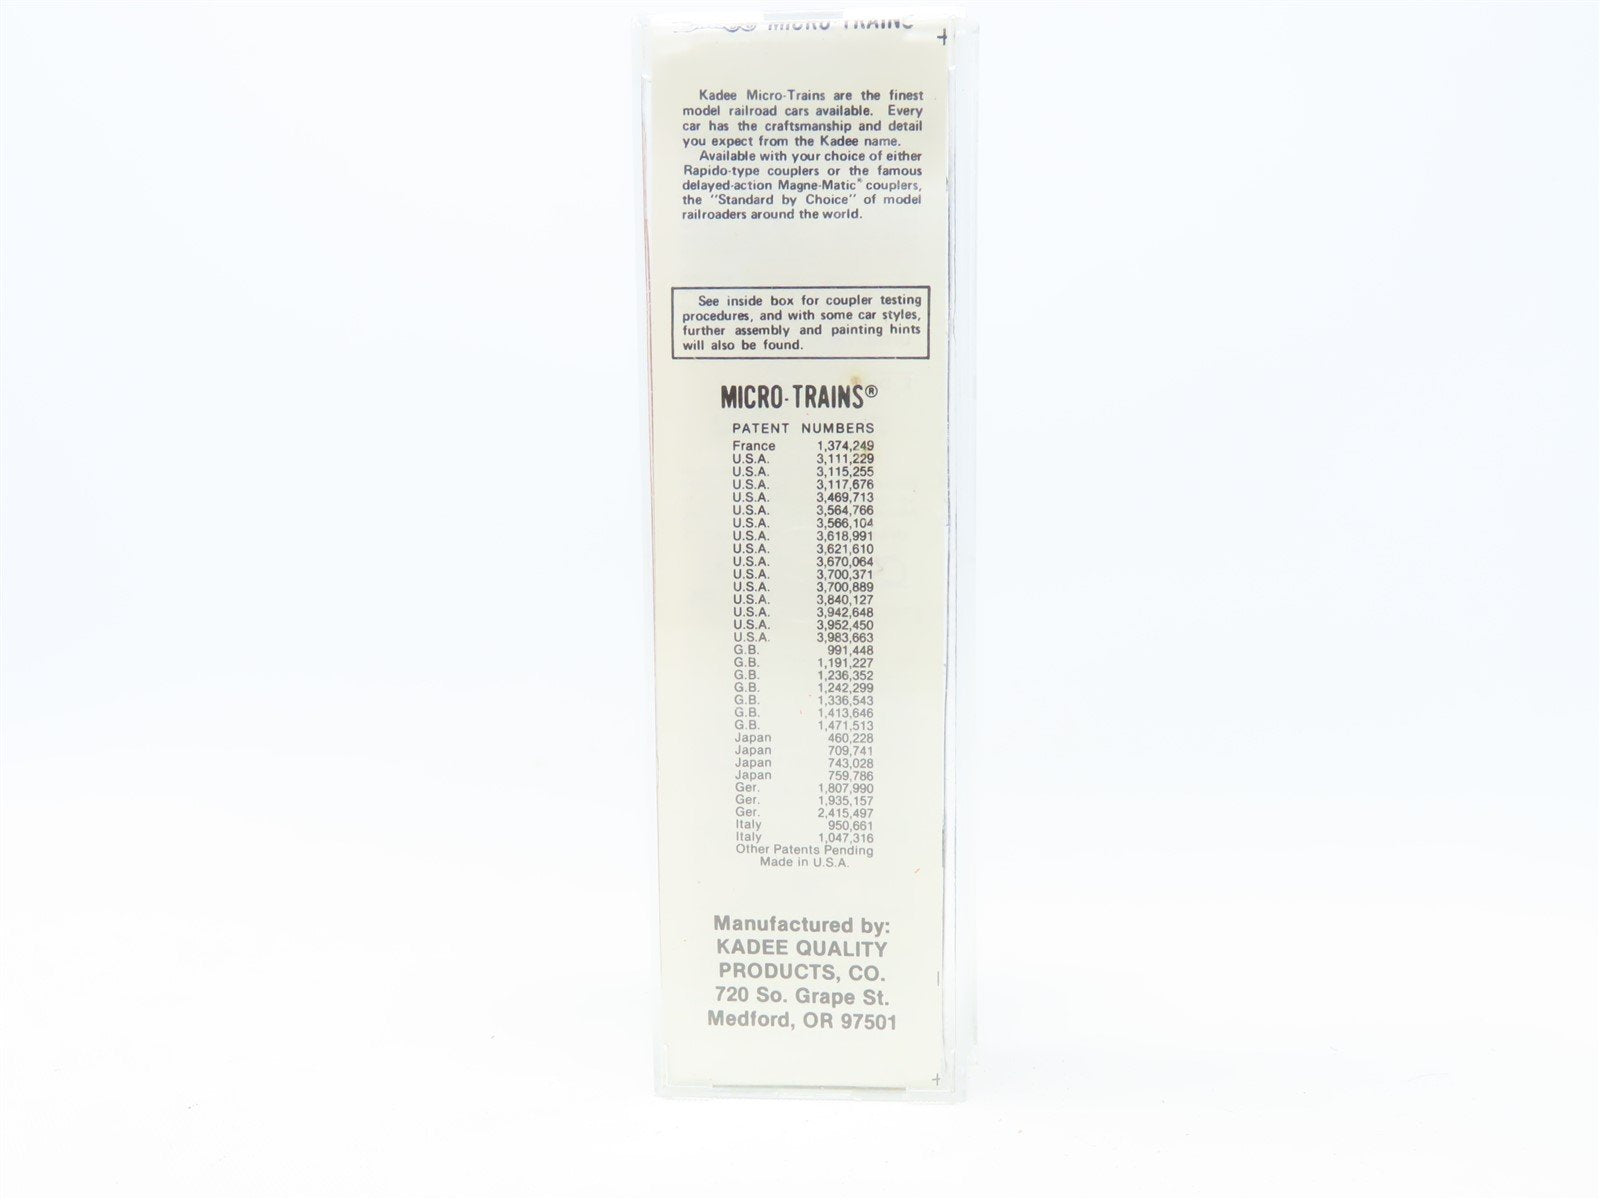 MICRO-TRAINS
Kadee Micro-Trains are the finest
model railroad cars available. Every
car has the craftsmanship and detail
you expect from the Kadee name.
Available with your choice of either
Rapido-type couplers or the famous
delayed-action Magne-Matic® couplers,
the "Standard by Choice" of model
railroaders around the world.
See inside box for coupler testing
procedures, and with some car styles,
further assembly and painting hints
will also be found.
MICRO-TRAINS®
PATENT NUMBERS
France 1,374,249
U.S.A. 3,111,229
U.S.A. 3,115,255
U.S.A. 3,117,676
U.S.A. 3,469,713
U.S.A. 3,564,766
U.S.A. 3,566,104
U.S.A. 3,618,991
U.S.A. 3,621,610
U.S.A. 3,670,064
U.S.A. 3,700,371
U.S.A. 3,700,889
U.S.A. 3,840,127
U.S.A. 3,942,648
U.S.A. 3,952,450
U.S.A. 3,983,663
G.B. 991,448
G.B. 1,191,227
G.B. 1,236,352
G.B. 1,242,299
G.B. 1,336,543
G.B. 1,413,646
G.B. 1,471,513
Japan 460,228
Japan 709,741
Japan 743,028
Japan 759,786
Ger. 1,807,990
Ger. 1,935,157
Ger. 2,415,497
Italy 950,661
Italy 1,047,316
Other Patents Pending
Made in U.S.A.
Manufactured by:
KADEE QUALITY
PRODUCTS, CO.
720 So. Grape St.
Medford, OR 97501